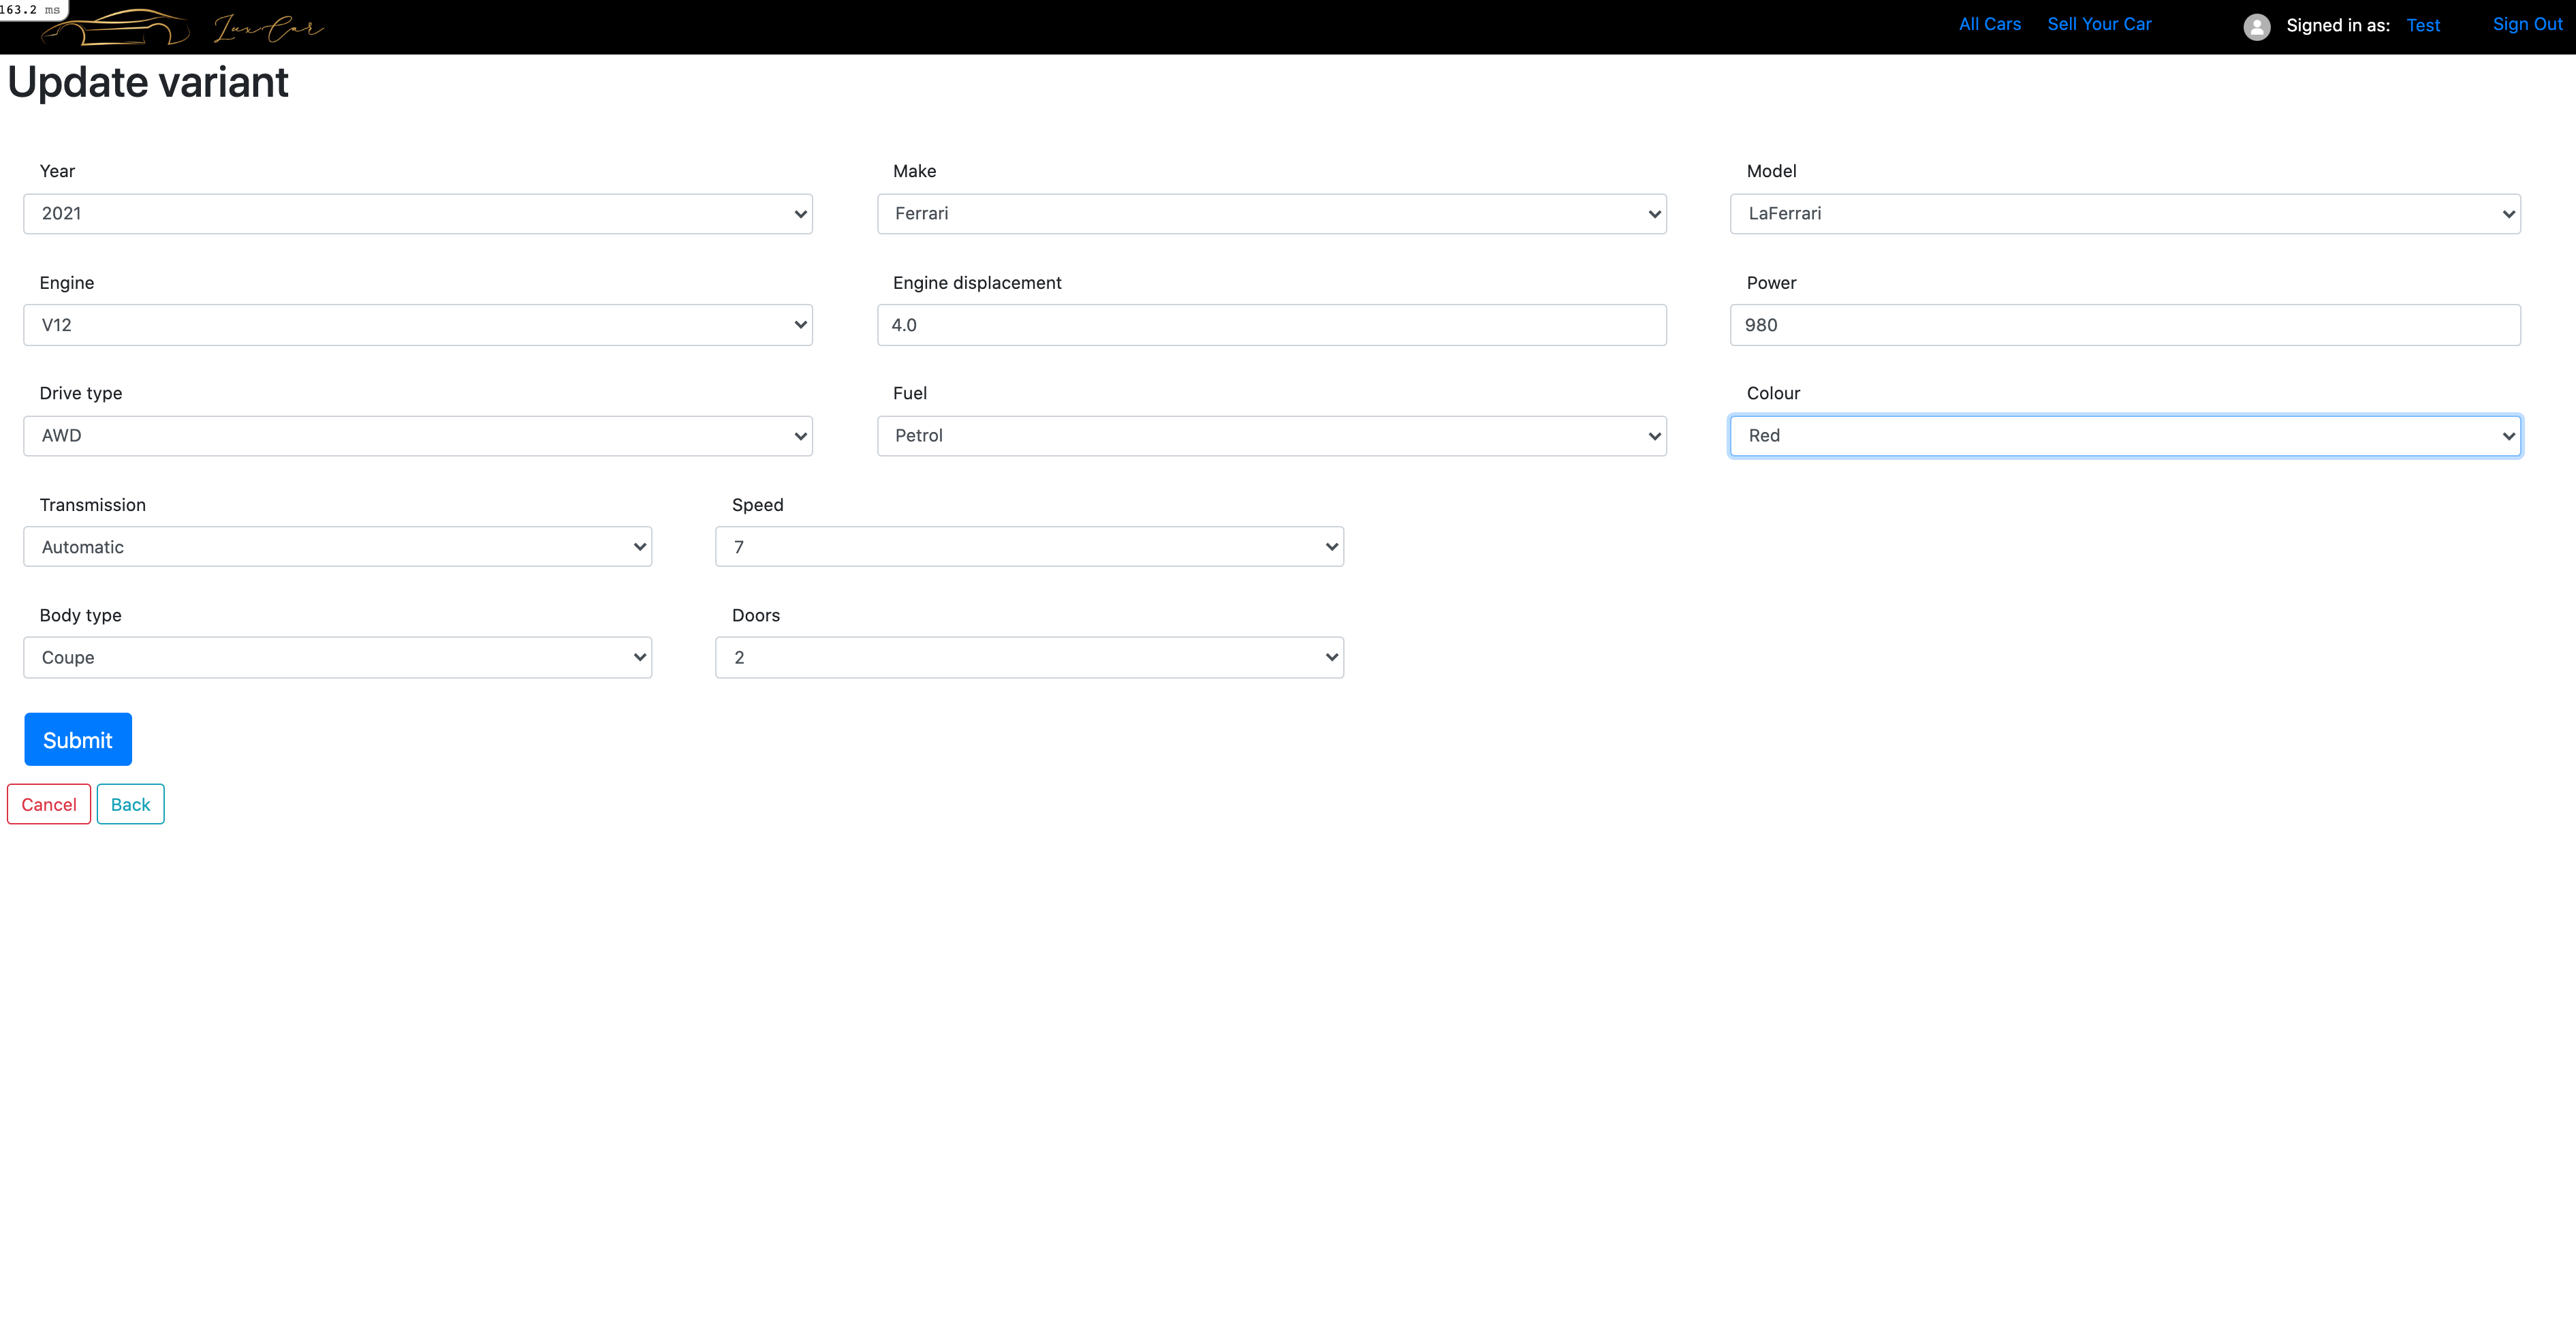 163.2 ms
LuxCar
All Cars Sell Your Car Signed in as: Test Sign Out
Update variant
Year Make Model
2021 Ferrari LaFerrari
Engine Engine displacement Power
V12 4.0 980
Drive type Fuel Colour
AWD Petrol Red
Transmission Speed
Automatic 7
Body type Doors
Coupe 2
Submit
Cancel Back